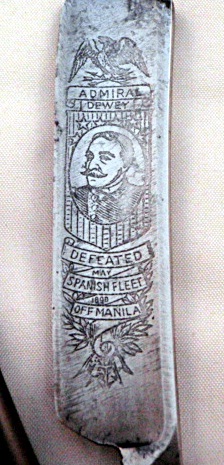 ADMIRAL
DEWEY
DEFEATED
MAY
SPANISH FLEET
1898
OFF MANILA